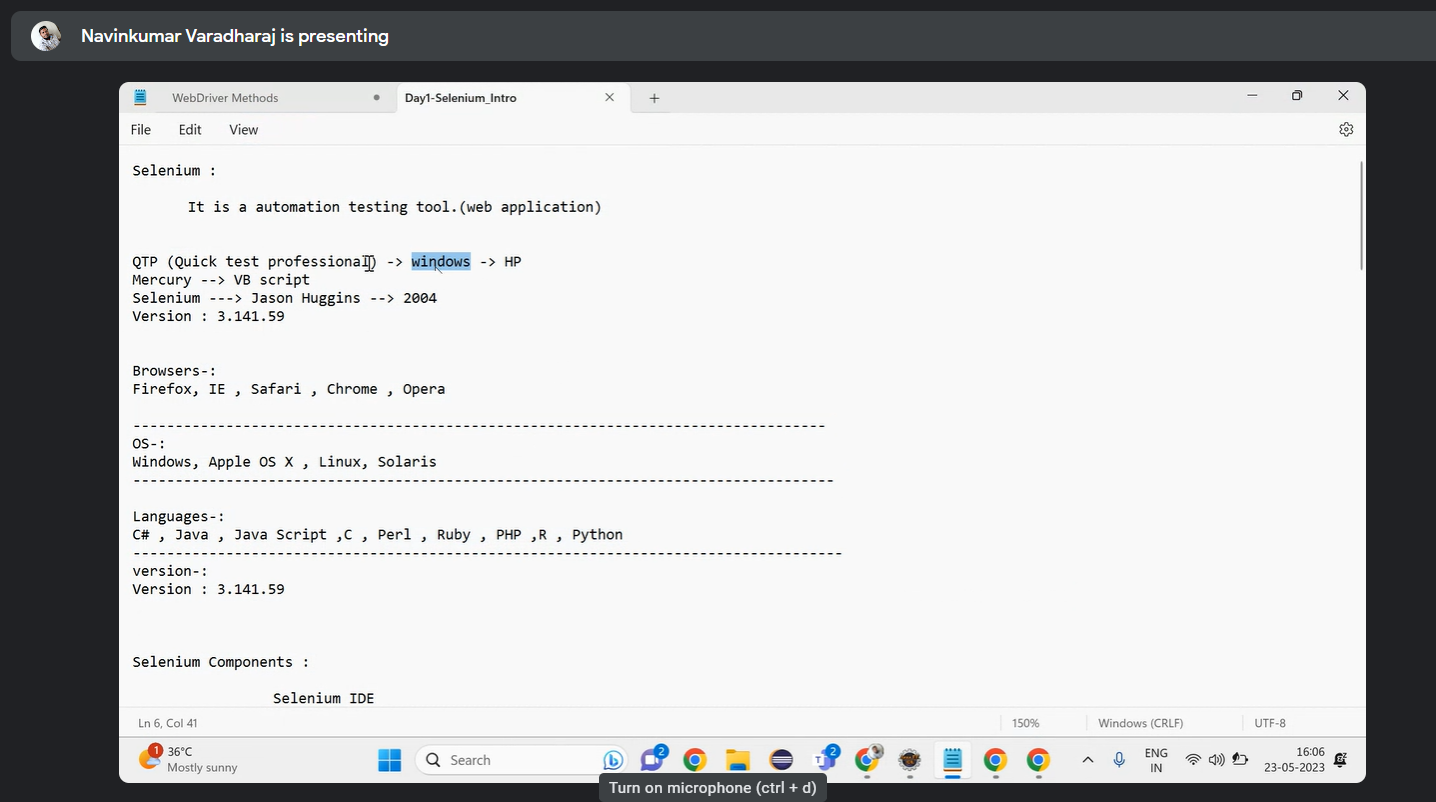 Navinkumar Varadharaj is presenting
WebDriver Methods
Day1-Selenium_Intro
File Edit View
Selenium :
It is a automation testing tool.(web application)
QTP (Quick test professional) -> windows -> HP
Mercury --> VB script
Selenium ---> Jason Huggins --> 2004
Version : 3.141.59
Browsers-:
Firefox, IE , Safari , Chrome , Opera
--------------------------------------------------------------------------------
OS-:
Windows, Apple OS X , Linux, Solaris
--------------------------------------------------------------------------------
Languages-:
C# , Java , Java Script ,C , Perl , Ruby , PHP ,R , Python
--------------------------------------------------------------------------------
version-:
Version : 3.141.59
Selenium Components :
Selenium IDE
Ln 6, Col 41 150% Windows (CRLF) UTF-8
1 36°C
Mostly sunny
Search
2
2
ENG
IN
16:06
23-05-2023
Turn on microphone (ctrl + d)